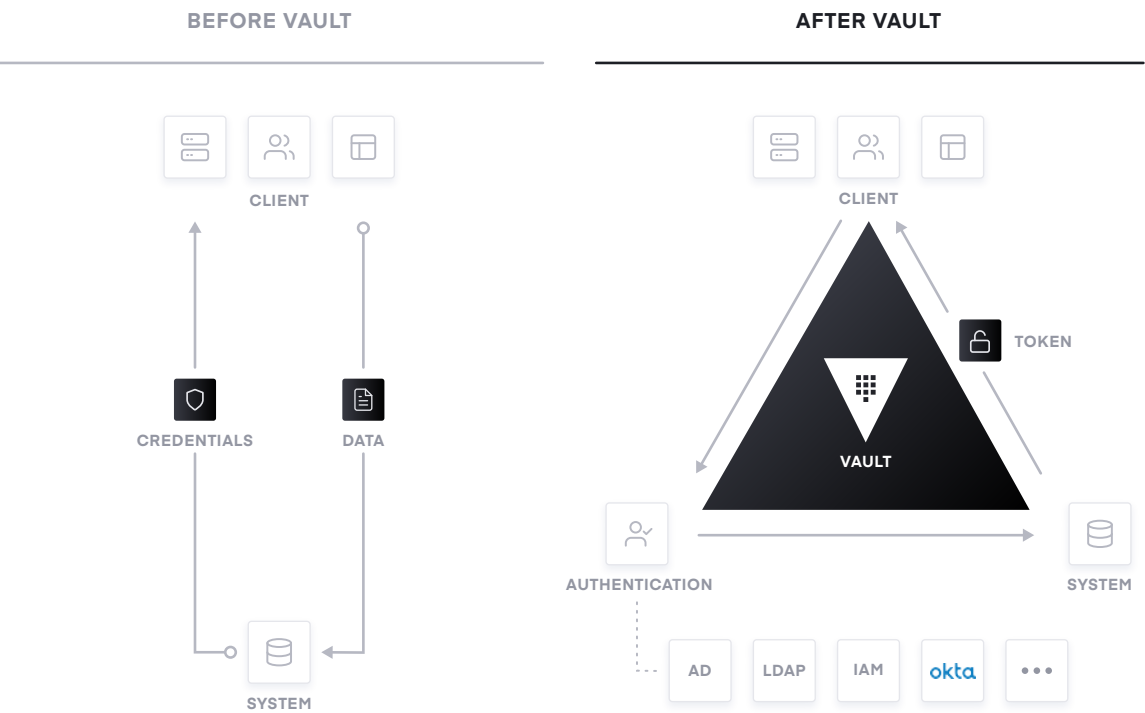 BEFORE VAULT
CLIENT
CREDENTIALS
DATA
SYSTEM
AFTER VAULT
CLIENT
TOKEN
VAULT
AUTHENTICATION
SYSTEM
AD
LDAP
IAM
okta